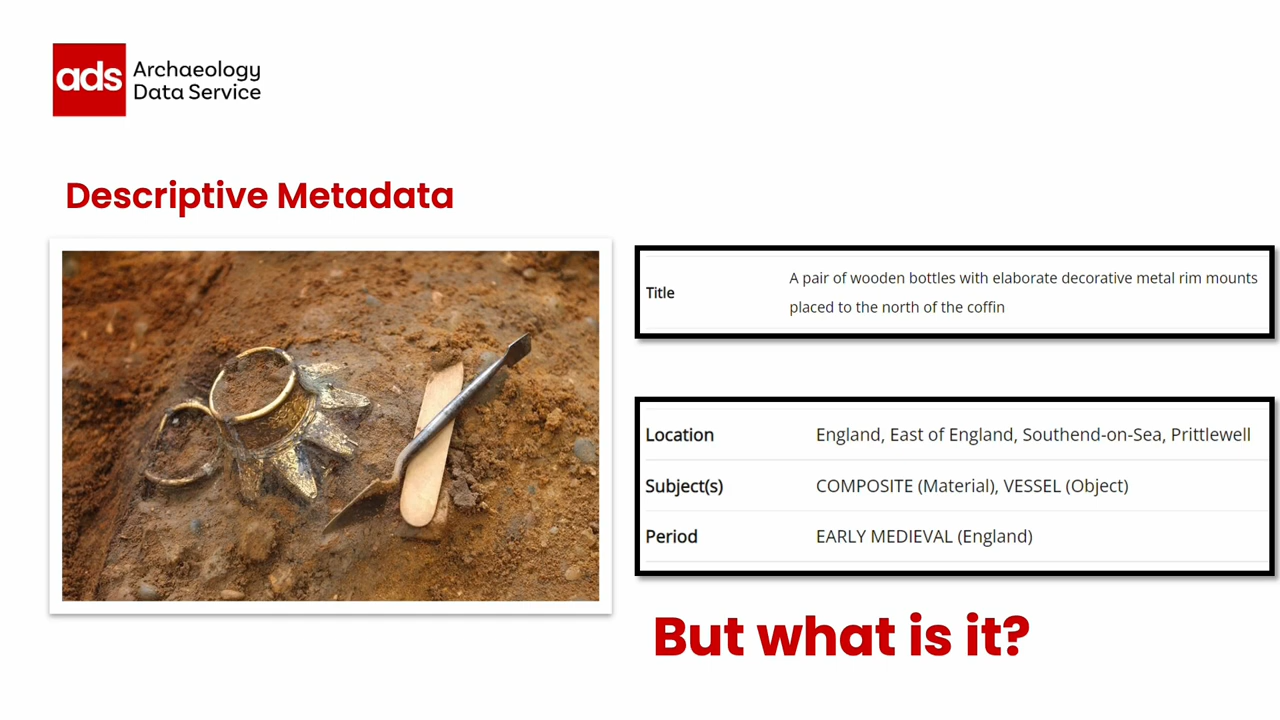 ads
Archaeology
Data Service
Descriptive Metadata
Title
A pair of wooden bottles with elaborate decorative metal rim mounts
placed to the north of the coffin
Location England, East of England, Southend-on-Sea, Prittlewell
Subject(s) COMPOSITE (Material), VESSEL (Object)
Period EARLY MEDIEVAL (England)
But what is it?